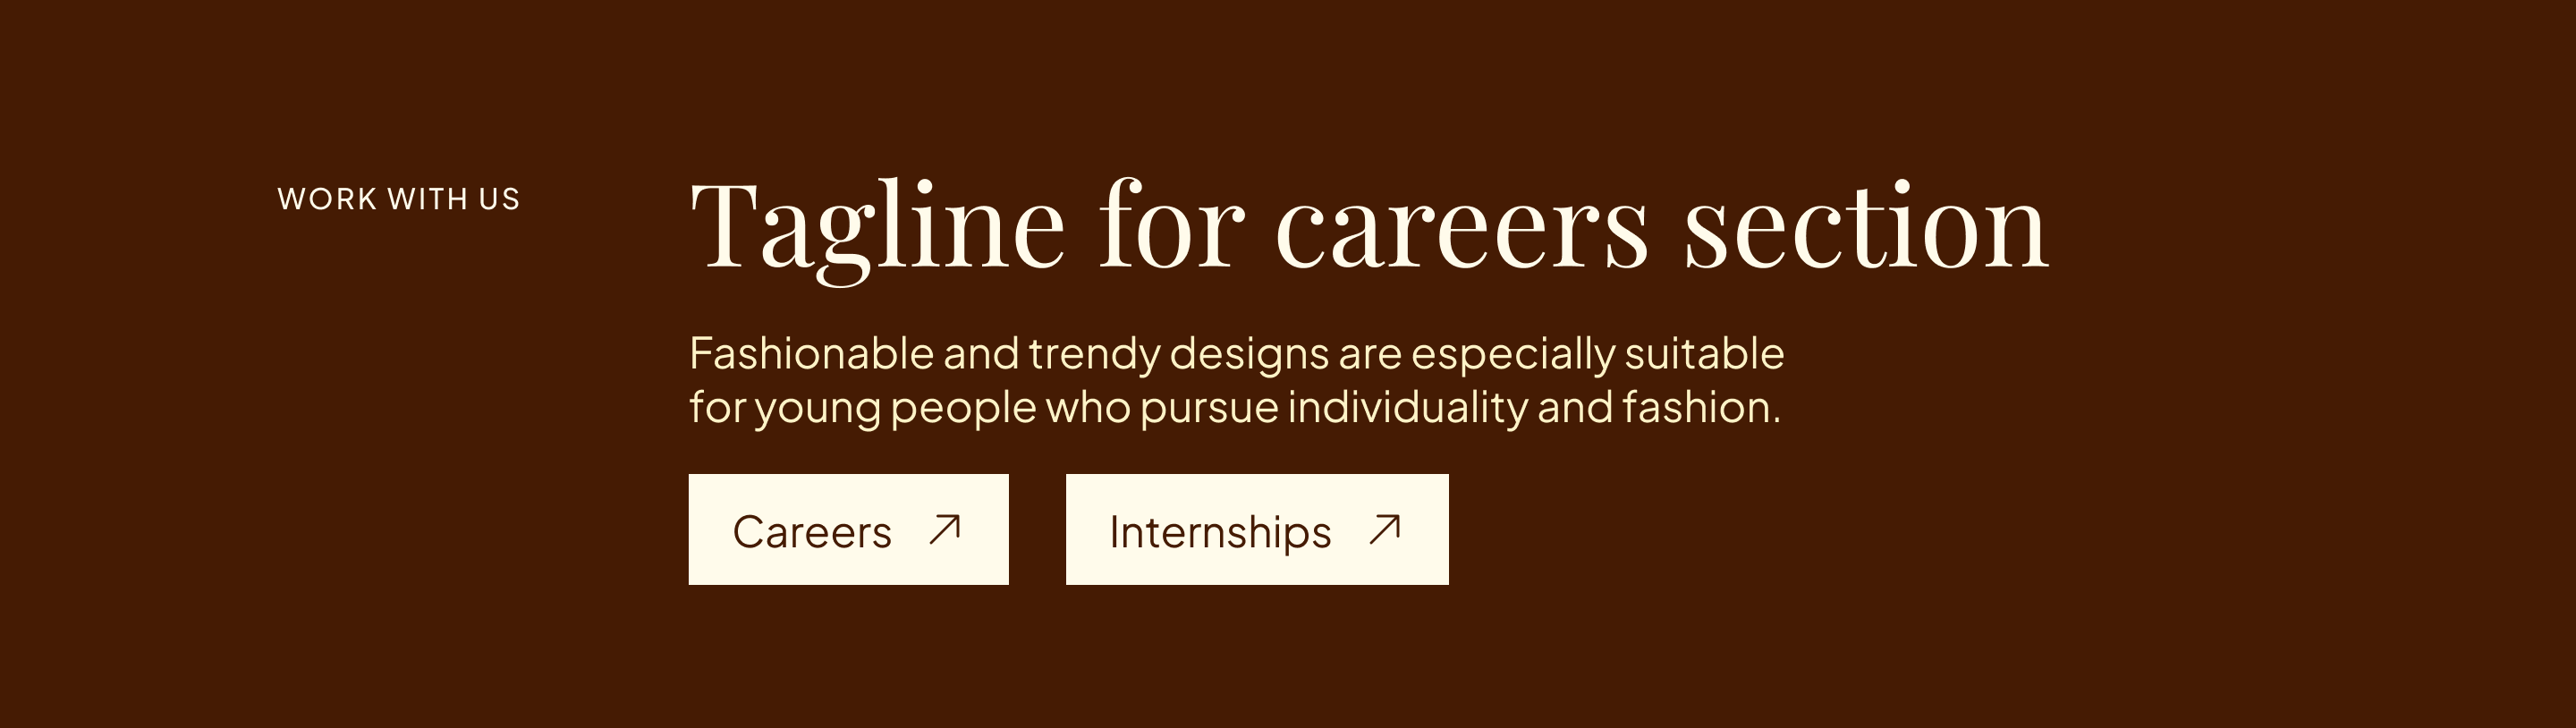 WORK WITH US
Tagline for careers section
Fashionable and trendy designs are especially suitable
for young people who pursue individuality and fashion.
Careers
Internships